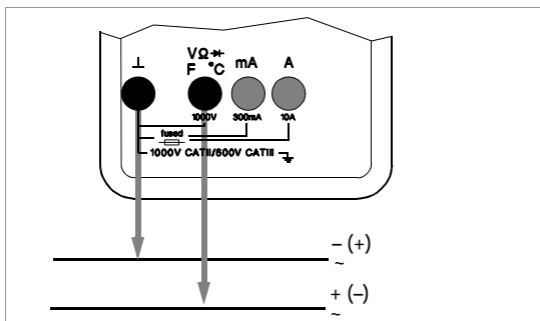 ⊥ VΩ⯈ mA A
F °C
1000V 300mA 10A
fused
1000V CATII/600V CATIII ⏚
– (+)
~
+ (–)
~